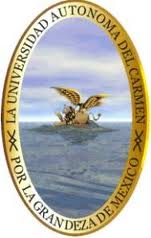 LA UNIVERSIDAD AUTONOMA DEL CARMEN
POR LA GRANDEZA DE MEXICO